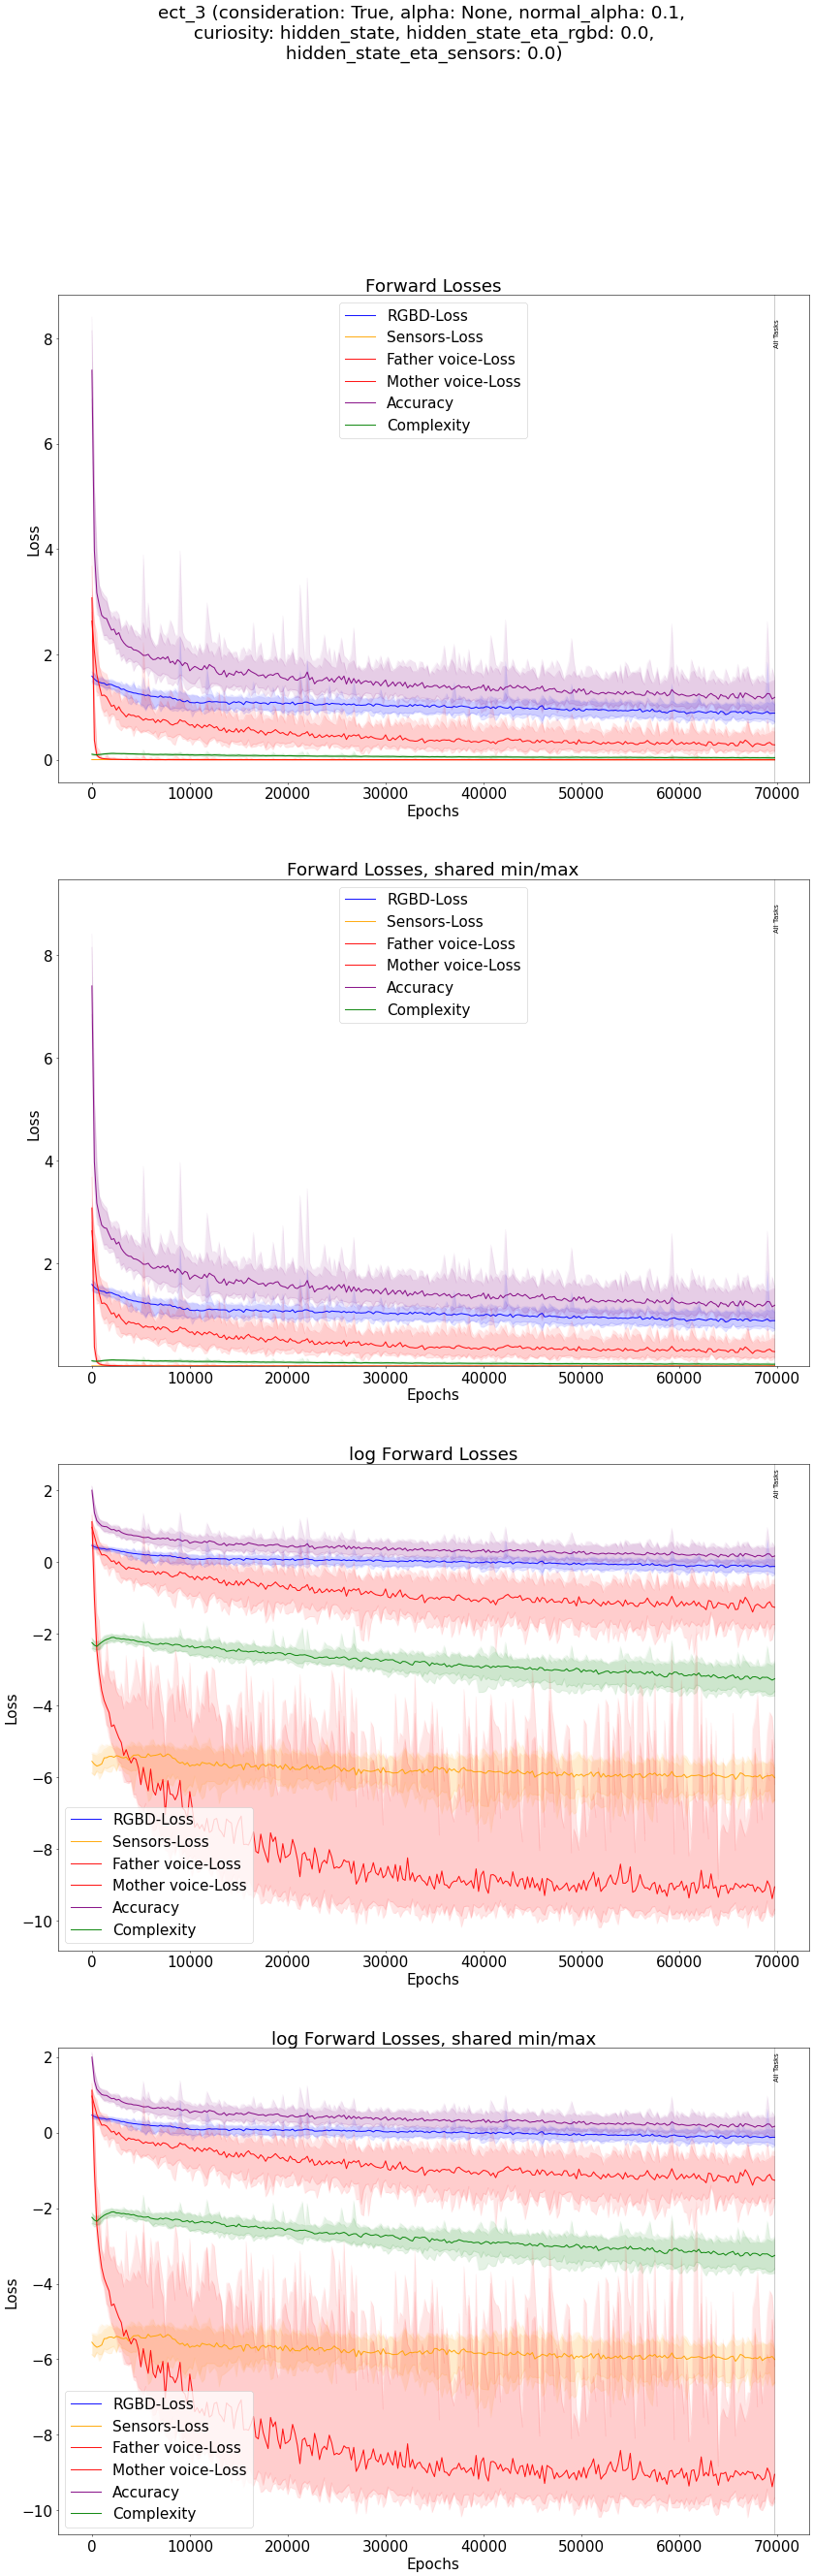 ect_3 (consideration: True, alpha: None, normal_alpha: 0.1,
curiosity: hidden_state, hidden_state_eta_rgbd: 0.0,
hidden_state_eta_sensors: 0.0)
Forward Losses
RGBD-Loss
Sensors-Loss
Father voice-Loss
Mother voice-Loss
Accuracy
Complexity
All Tasks
8
6
4
2
0
Loss
0 10000 20000 30000 40000 50000 60000 70000
Epochs
Forward Losses, shared min/max
RGBD-Loss
Sensors-Loss
Father voice-Loss
Mother voice-Loss
Accuracy
Complexity
All Tasks
8
6
4
2
Loss
0 10000 20000 30000 40000 50000 60000 70000
Epochs
log Forward Losses
All Tasks
2
0
−2
−4
−6
−8
−10
Loss
RGBD-Loss
Sensors-Loss
Father voice-Loss
Mother voice-Loss
Accuracy
Complexity
0 10000 20000 30000 40000 50000 60000 70000
Epochs
log Forward Losses, shared min/max
All Tasks
2
0
−2
−4
−6
−8
−10
Loss
RGBD-Loss
Sensors-Loss
Father voice-Loss
Mother voice-Loss
Accuracy
Complexity
0 10000 20000 30000 40000 50000 60000 70000
Epochs